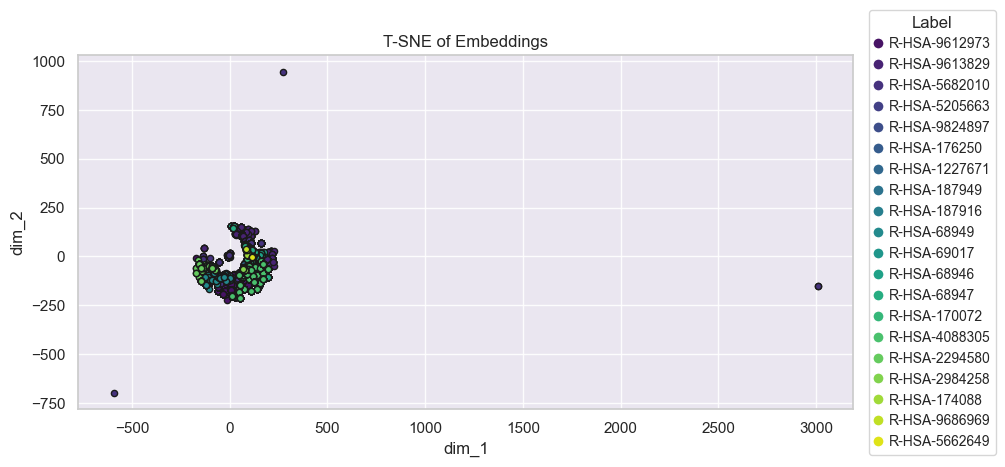 T-SNE of Embeddings
1000
750
500
250
0
−250
−500
−750
dim_2
−500
0
500
1000
1500
2000
2500
3000
dim_1
Label
R-HSA-9612973
R-HSA-9613829
R-HSA-5682010
R-HSA-5205663
R-HSA-9824897
R-HSA-176250
R-HSA-1227671
R-HSA-187949
R-HSA-187916
R-HSA-68949
R-HSA-69017
R-HSA-68946
R-HSA-68947
R-HSA-170072
R-HSA-4088305
R-HSA-2294580
R-HSA-2984258
R-HSA-174088
R-HSA-9686969
R-HSA-5662649